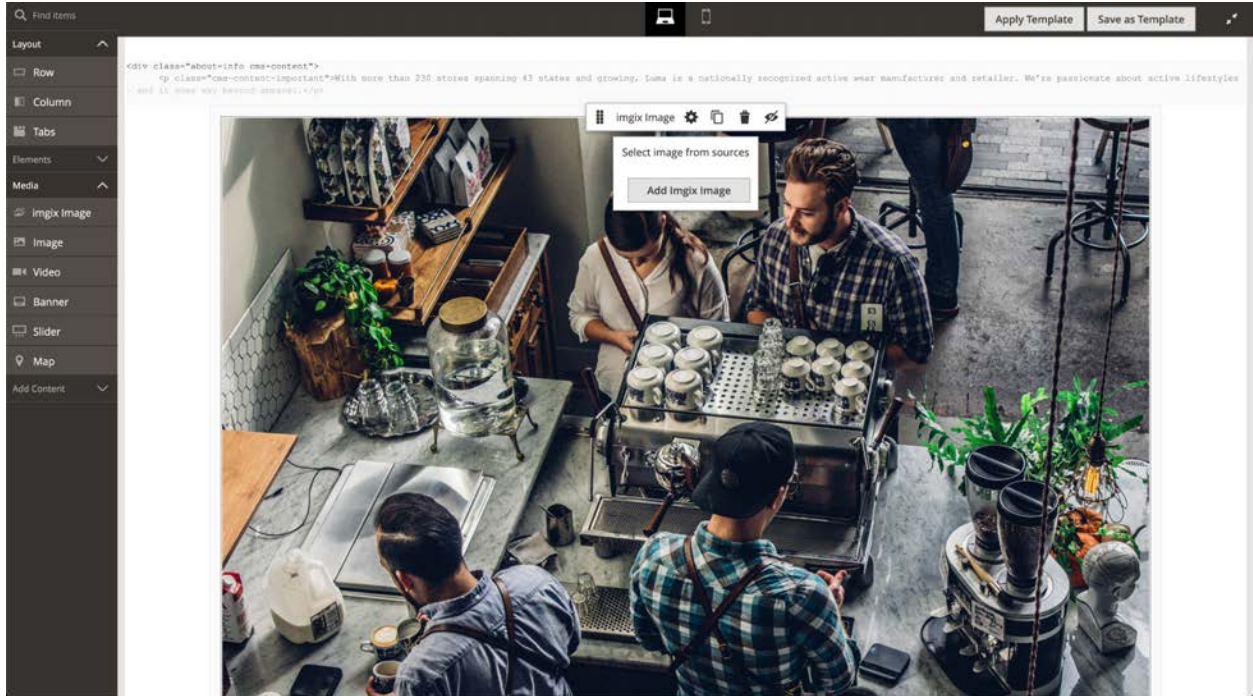 Find items
Apply Template
Save as Template
Layout
Row
Column
Tabs
Elements
Media
imgix Image
Image
Video
Banner
Slider
Map
Add Content
<div class="about-info cms-content">
<p class="cms-content-important">With more than 230 stores spanning 43 states and growing, Luma is a nationally recognized active wear manufacturer and retailer. We're passionate about active lifestyles
- and it goes way beyond apparel.</p>
imgix Image
Select image from sources
Add Imgix Image